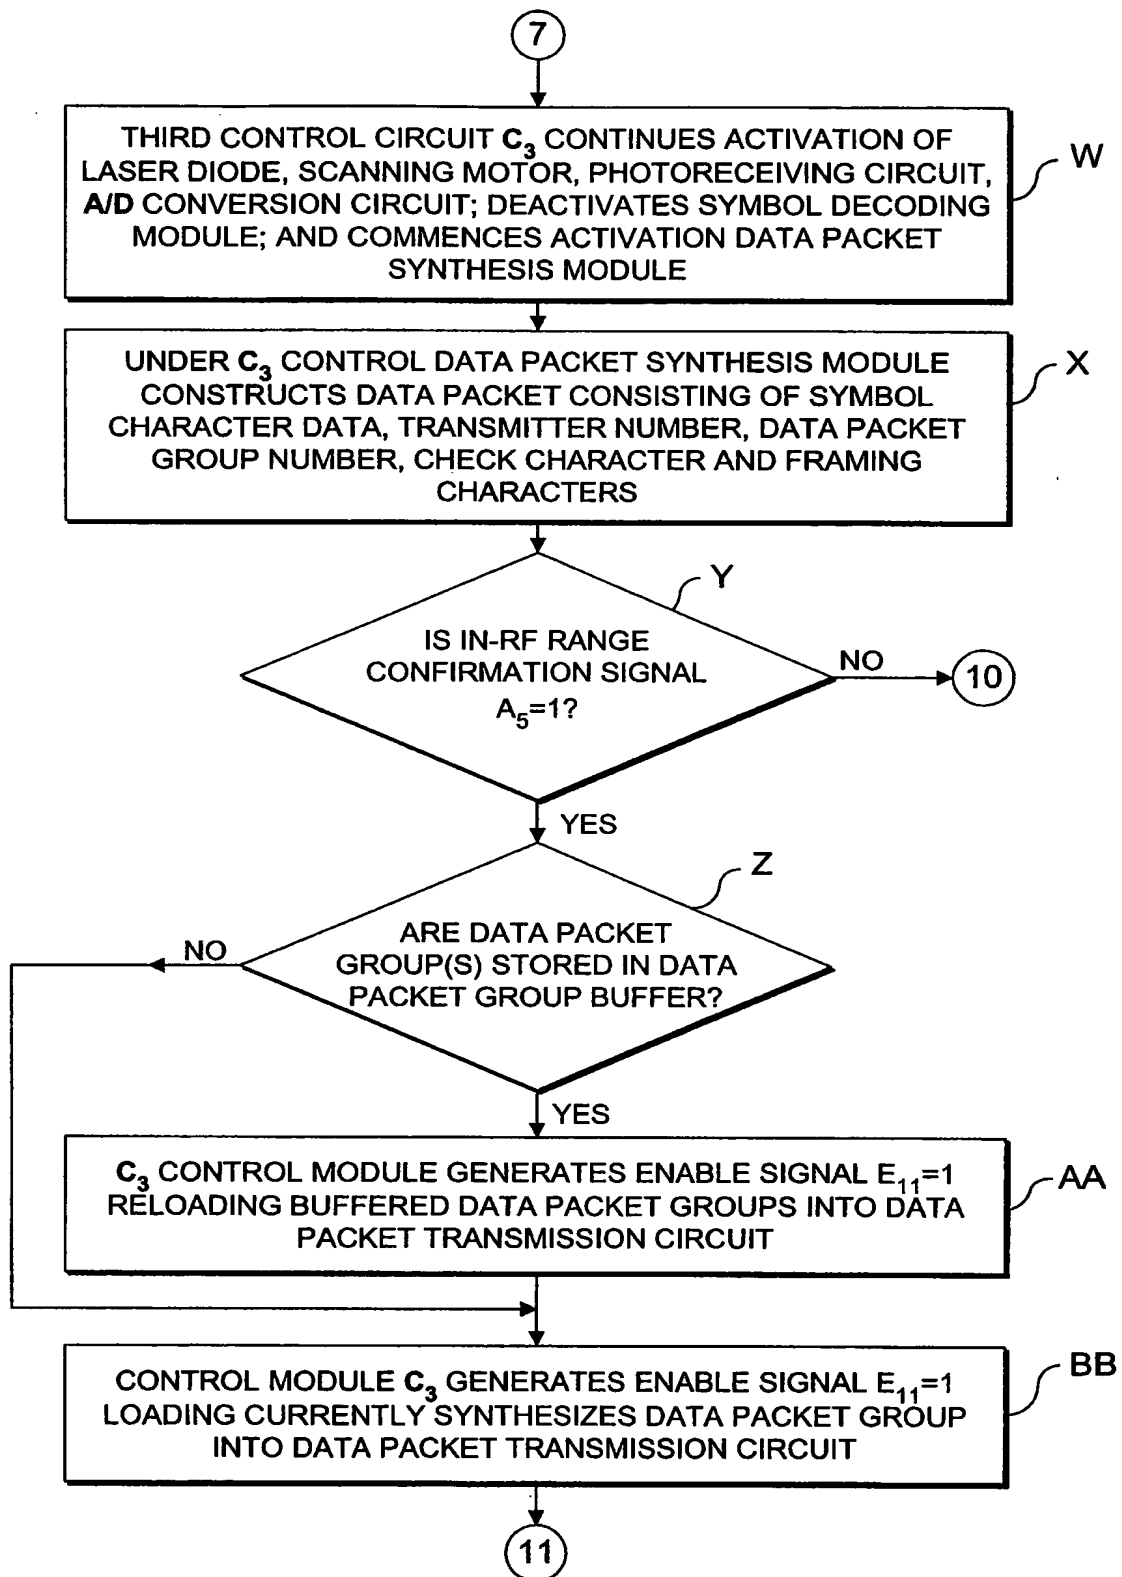 7
THIRD CONTROL CIRCUIT C₃ CONTINUES ACTIVATION OF
LASER DIODE, SCANNING MOTOR, PHOTORECEIVING CIRCUIT,
A/D CONVERSION CIRCUIT; DEACTIVATES SYMBOL DECODING
MODULE; AND COMMENCES ACTIVATION DATA PACKET
SYNTHESIS MODULE
W
UNDER C₃ CONTROL DATA PACKET SYNTHESIS MODULE
CONSTRUCTS DATA PACKET CONSISTING OF SYMBOL
CHARACTER DATA, TRANSMITTER NUMBER, DATA PACKET
GROUP NUMBER, CHECK CHARACTER AND FRAMING
CHARACTERS
X
IS IN-RF RANGE
CONFIRMATION SIGNAL
A₅=1?
Y
NO
10
YES
ARE DATA PACKET
GROUP(S) STORED IN DATA
PACKET GROUP BUFFER?
Z
NO
YES
C₃ CONTROL MODULE GENERATES ENABLE SIGNAL E₁₁=1
RELOADING BUFFERED DATA PACKET GROUPS INTO DATA
PACKET TRANSMISSION CIRCUIT
AA
CONTROL MODULE C₃ GENERATES ENABLE SIGNAL E₁₁=1
LOADING CURRENTLY SYNTHESIZES DATA PACKET GROUP
INTO DATA PACKET TRANSMISSION CIRCUIT
BB
11